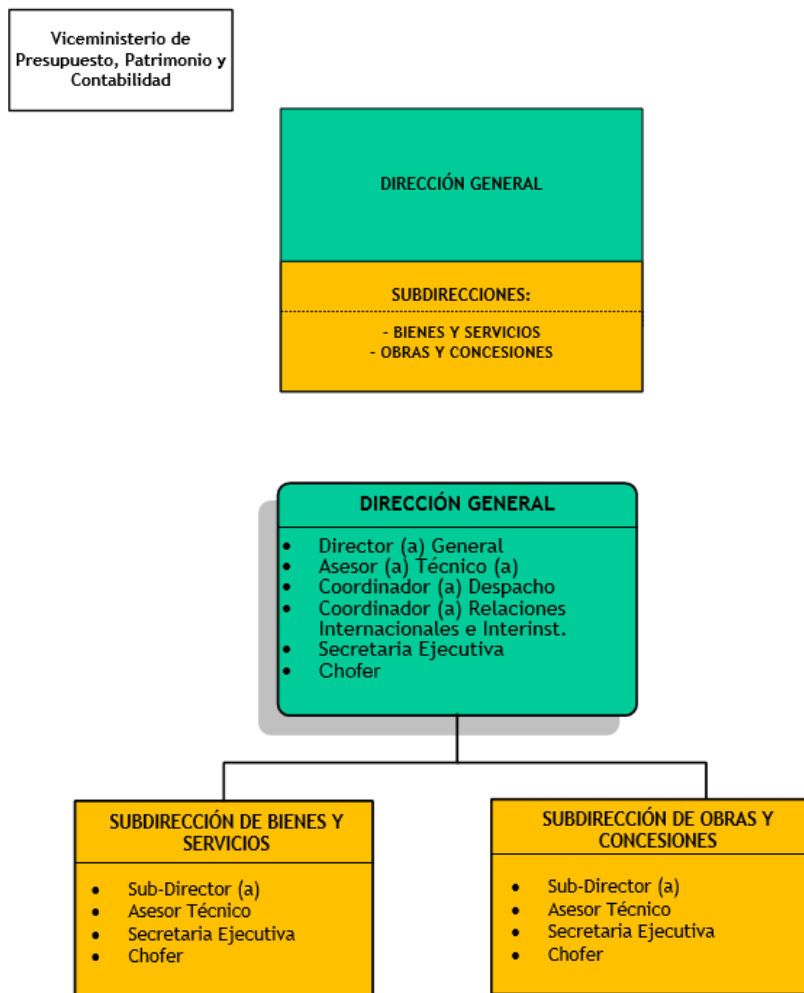 Viceministerio de
Presupuesto, Patrimonio y
Contabilidad
DIRECCIÓN GENERAL
SUBDIRECCIONES:
- BIENES Y SERVICIOS
- OBRAS Y CONCESIONES
DIRECCIÓN GENERAL
• Director (a) General
• Asesor (a) Técnico (a)
• Coordinador (a) Despacho
• Coordinador (a) Relaciones
Internacionales e Interinst.
• Secretaria Ejecutiva
• Chofer
SUBDIRECCIÓN DE BIENES Y
SERVICIOS
• Sub-Director (a)
• Asesor Técnico
• Secretaria Ejecutiva
• Chofer
SUBDIRECCIÓN DE OBRAS Y
CONCESIONES
• Sub-Director (a)
• Asesor Técnico
• Secretaria Ejecutiva
• Chofer